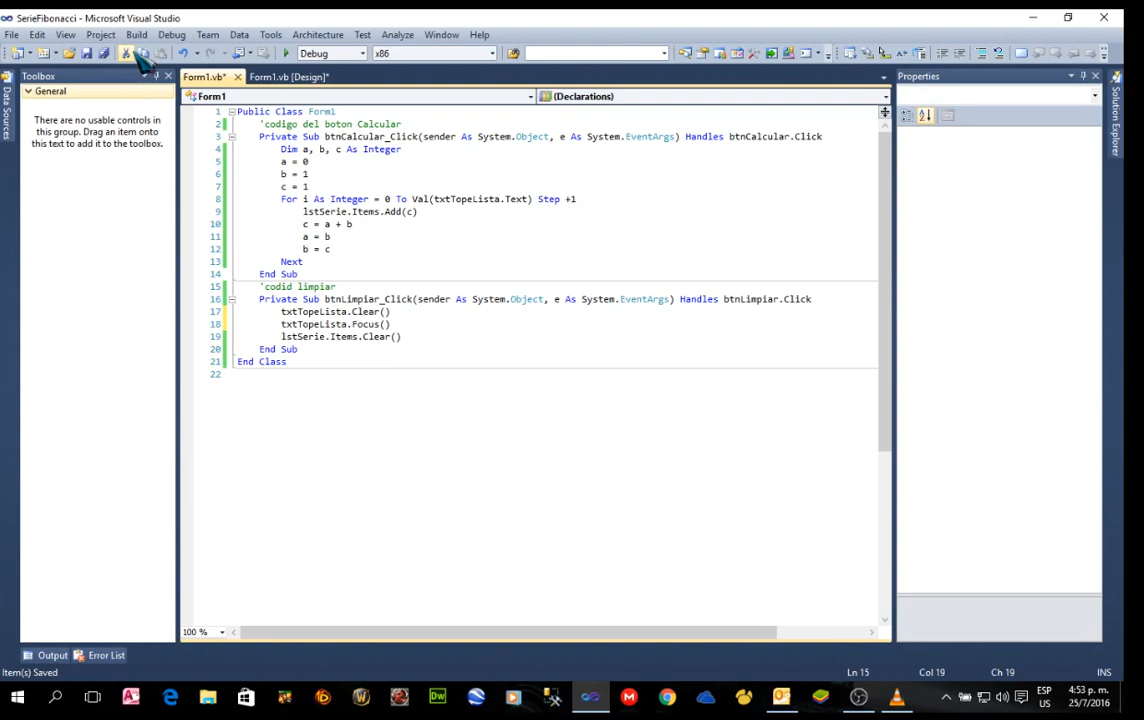 SerieFibonacci - Microsoft Visual Studio
File Edit View Project Build Debug Team Data Tools Architecture Test Analyze Window Help
Debug x86
Toolbox
General
There are no usable controls in
this group. Drag an item onto
this text to add it to the toolbox.
Data Sources
Form1.vb* Form1.vb [Design]*
Form1 (Declarations)
1 Public Class Form1
2 'codigo del boton Calcular
3 Private Sub btnCalcular_Click(sender As System.Object, e As System.EventArgs) Handles btnCalcular.Click
4 Dim a, b, c As Integer
5 a = 0
6 b = 1
7 c = 1
8 For i As Integer = 0 To Val(txtTopeLista.Text) Step +1
9 lstSerie.Items.Add(c)
10 c = a + b
11 a = b
12 b = c
13 Next
14 End Sub
15 'codid limpiar
16 Private Sub btnLimpiar_Click(sender As System.Object, e As System.EventArgs) Handles btnLimpiar.Click
17 txtTopeLista.Clear()
18 txtTopeLista.Focus()
19 lstSerie.Items.Clear()
20 End Sub
21 End Class
22
100 %
Properties
Solution Explorer
Output Error List
Item(s) Saved Ln 15 Col 19 Ch 19 INS
ESP
US
4:53 p. m.
25/7/2016